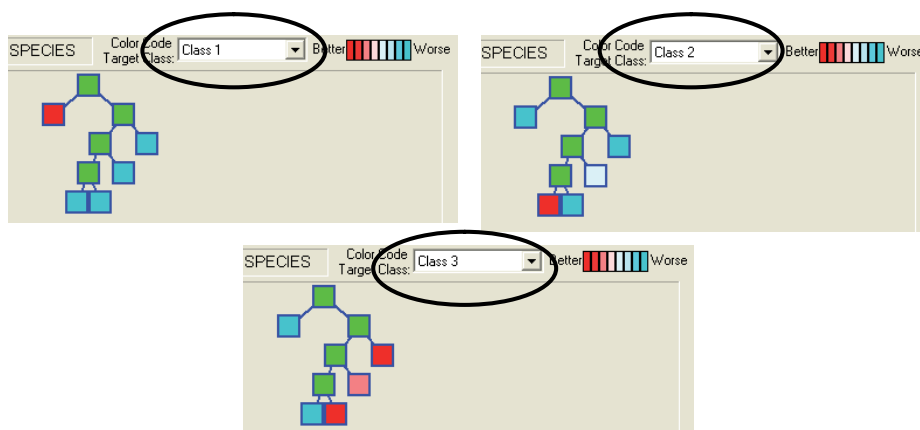 SPECIES Color Code Target Class: Class 1 Better Worse
SPECIES Color Code Target Class: Class 2 Better Worse
SPECIES Color Code Target Class: Class 3 Better Worse